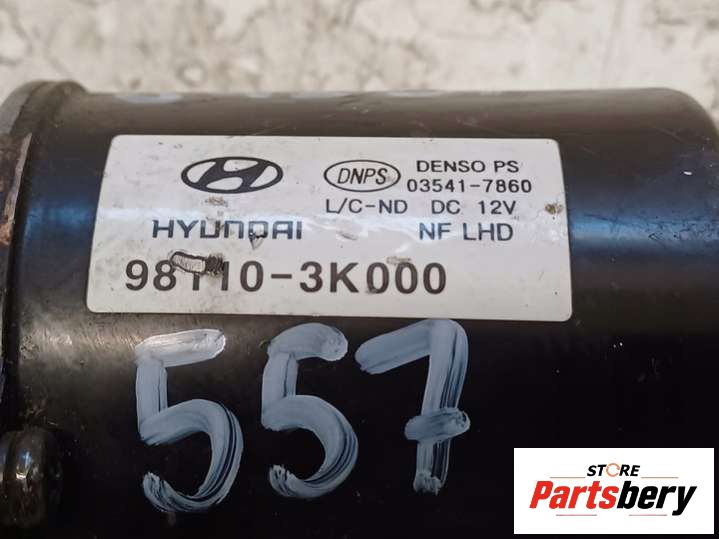 DNPS
DENSO PS
03541-7860
L/C-ND DC 12V
HYUNDAI
NF LHD
98110-3K000
557
STORE
Partsbery